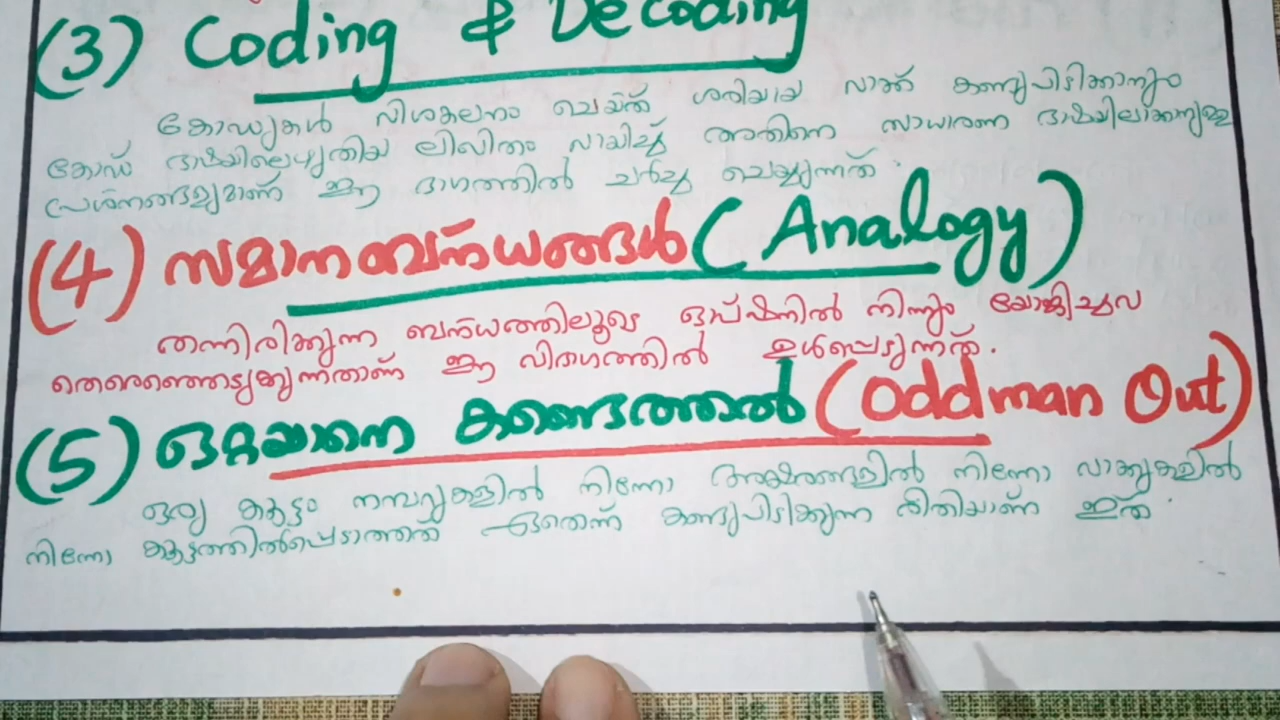 (3) Coding & Decoding
കോഡുകൾ വിശകലനം ചെയ്ത് ശരിയായ വാക്ക് കണ്ടുപിടിക്കാനും
കോഡ് ഭാഷയിലെഴുതിയ ലിഖിതം വായിച്ച് അതിനെ സാധാരണ ഭാഷയിലാക്കാനുള്ള
പ്രശ്നങ്ങളുമാണ് ഈ ഭാഗത്തിൽ ചർച്ച ചെയ്യുന്നത്.
(4) സമാനബന്ധങ്ങൾ (Analogy)
തന്നിരിക്കുന്ന ബന്ധത്തിലൂടെ ഓപ്ഷനിൽ നിന്നും യോജിച്ചവ
തെരഞ്ഞെടുക്കുന്നതാണ് ഈ വിഭാഗത്തിൽ ഉൾപ്പെടുന്നത്.
(5) ഒറ്റയാനെ കണ്ടെത്തൽ (Odd man Out)
ഒരു കൂട്ടം നമ്പറുകളിൽ നിന്നോ അക്ഷരങ്ങളിൽ നിന്നോ വാക്കുകളിൽ
നിന്നോ കൂട്ടത്തിൽപ്പെടാത്തത് ഏതെന്ന് കണ്ടുപിടിക്കുന്ന രീതിയാണ് ഇത്.